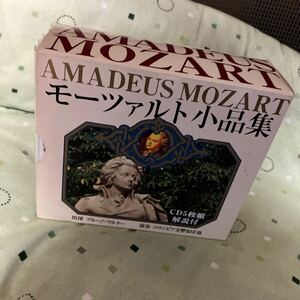 AMADEUS
MOZART
AMADEUS MOZART
モーツァルト小品集
CD5枚組
解説付
指揮 ブルーノ・ワルター 演奏 コロンビア交響楽団 他